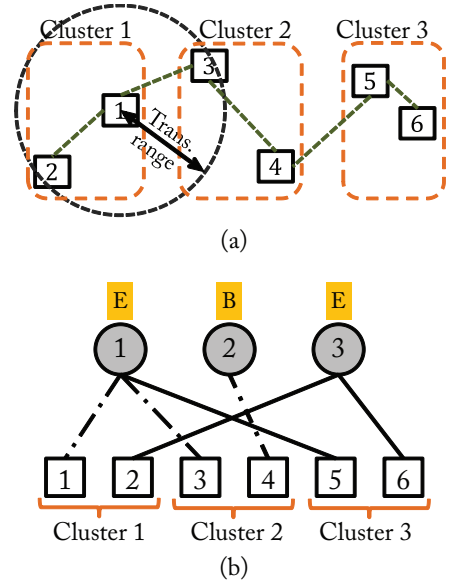 Cluster 1 Cluster 2 Cluster 3
3
5
1
6
Trans.
range
2
4
(a)
E B E
1 2 3
1 2 3 4 5 6
Cluster 1 Cluster 2 Cluster 3
(b)